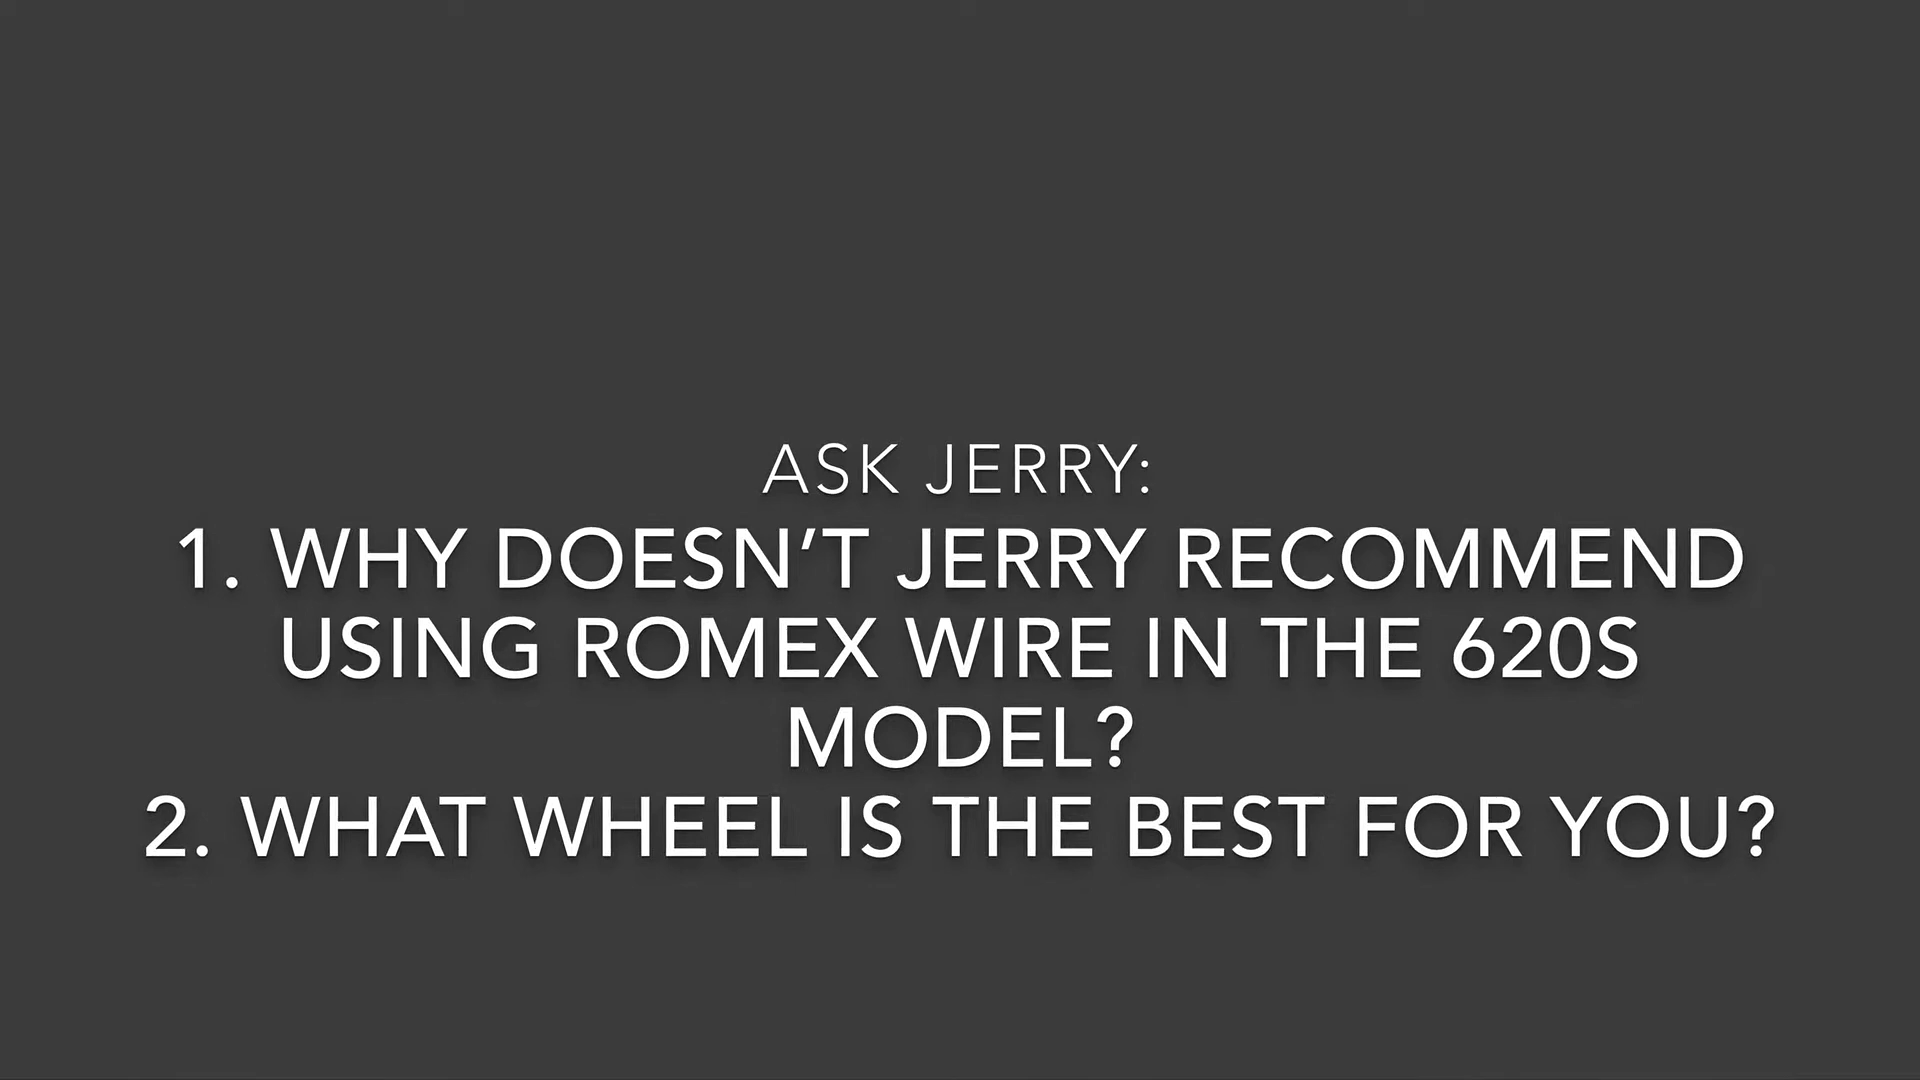 ASK JERRY:
1. WHY DOESN’T JERRY RECOMMEND
USING ROMEX WIRE IN THE 620S
MODEL?
2. WHAT WHEEL IS THE BEST FOR YOU?